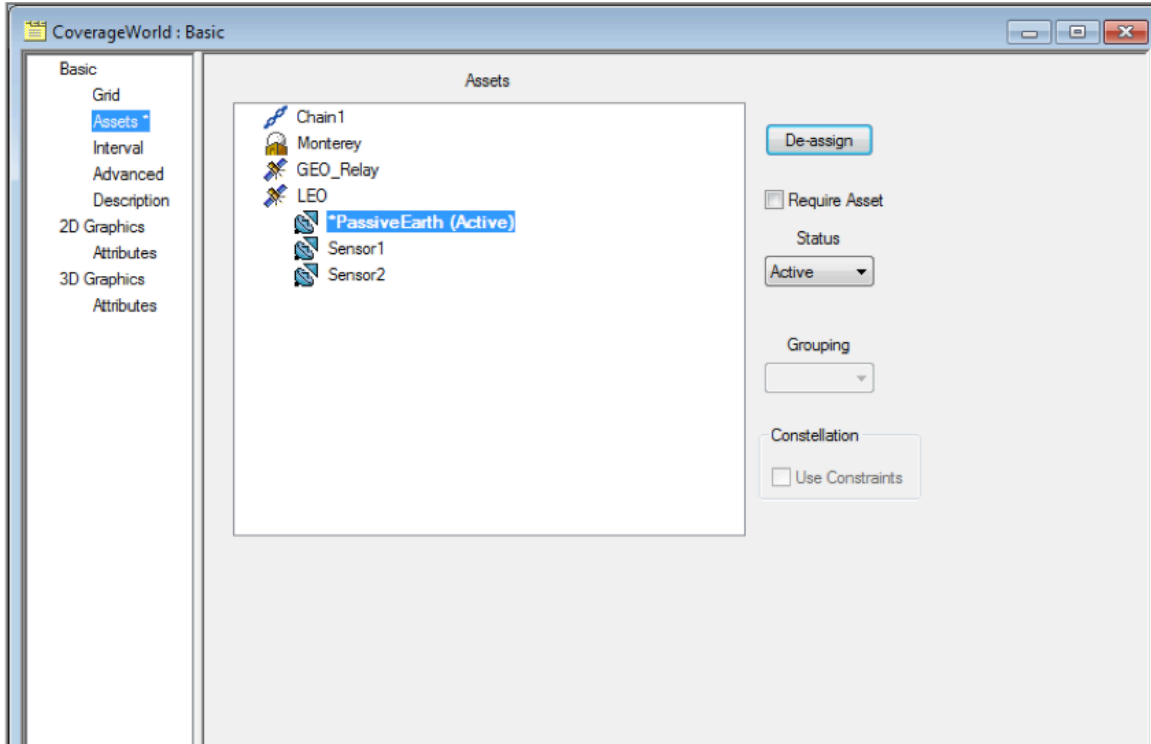 CoverageWorld : Basic
Basic
Grid
Assets *
Interval
Advanced
Description
2D Graphics
Attributes
3D Graphics
Attributes
Assets
Chain1
Monterey
GEO_Relay
LEO
*PassiveEarth (Active)
Sensor1
Sensor2
De-assign
Require Asset
Status
Active
Grouping
Constellation
Use Constraints